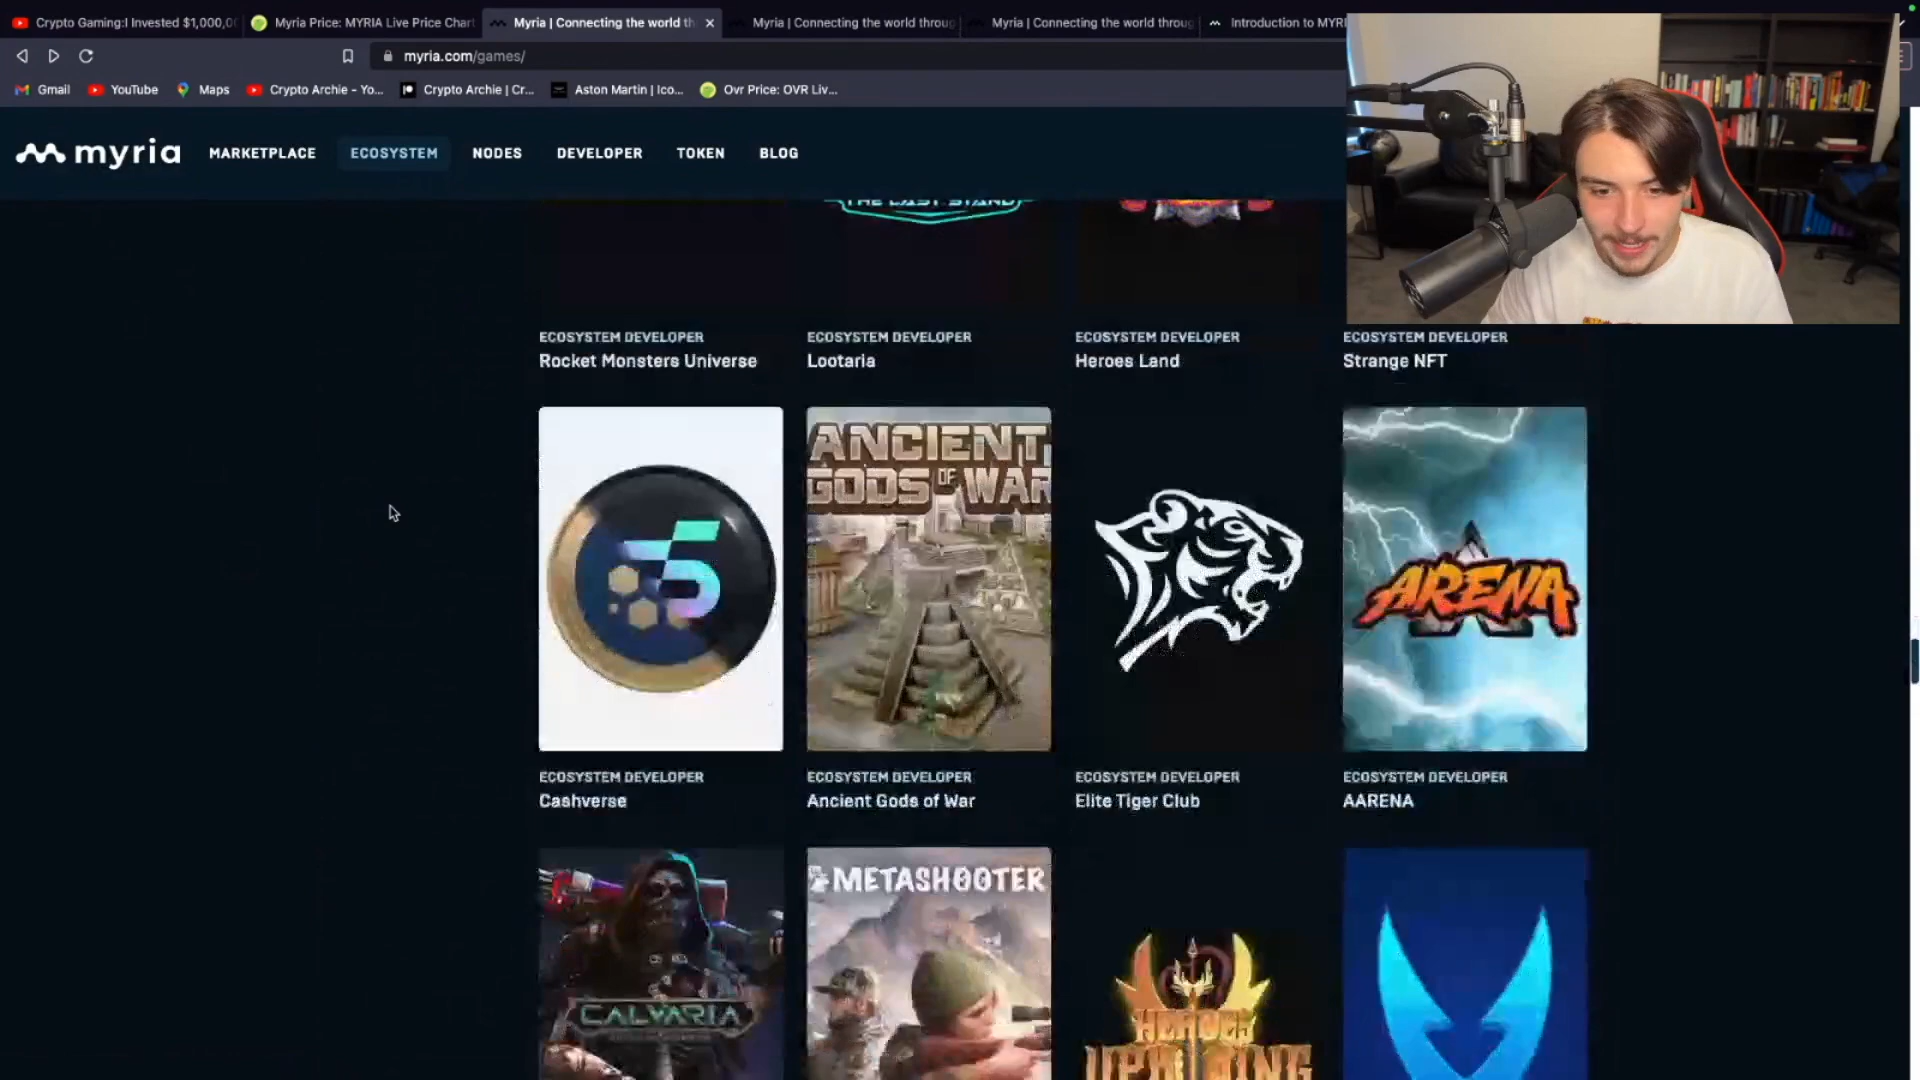 Crypto Gaming:I Invested $1,000,0
Myria Price: MYRIA Live Price Chart
Myria | Connecting the world th
Myria | Connecting the world throug
Myria | Connecting the world throug
Introduction to MYRI
myria.com/games/
Gmail
YouTube
Maps
Crypto Archie - Yo...
Crypto Archie | Cr...
Aston Martin | Ico...
Ovr Price: OVR Liv...
myria
MARKETPLACE
ECOSYSTEM
NODES
DEVELOPER
TOKEN
BLOG
THE LAST STAND
ECOSYSTEM DEVELOPER
Rocket Monsters Universe
ECOSYSTEM DEVELOPER
Lootaria
ECOSYSTEM DEVELOPER
Heroes Land
ECOSYSTEM DEVELOPER
Strange NFT
ANCIENT
GODS OF WAR
ARENA
ECOSYSTEM DEVELOPER
Cashverse
ECOSYSTEM DEVELOPER
Ancient Gods of War
ECOSYSTEM DEVELOPER
Elite Tiger Club
ECOSYSTEM DEVELOPER
AARENA
CALVARIA
METASHOOTER
HEROES
UPRISING